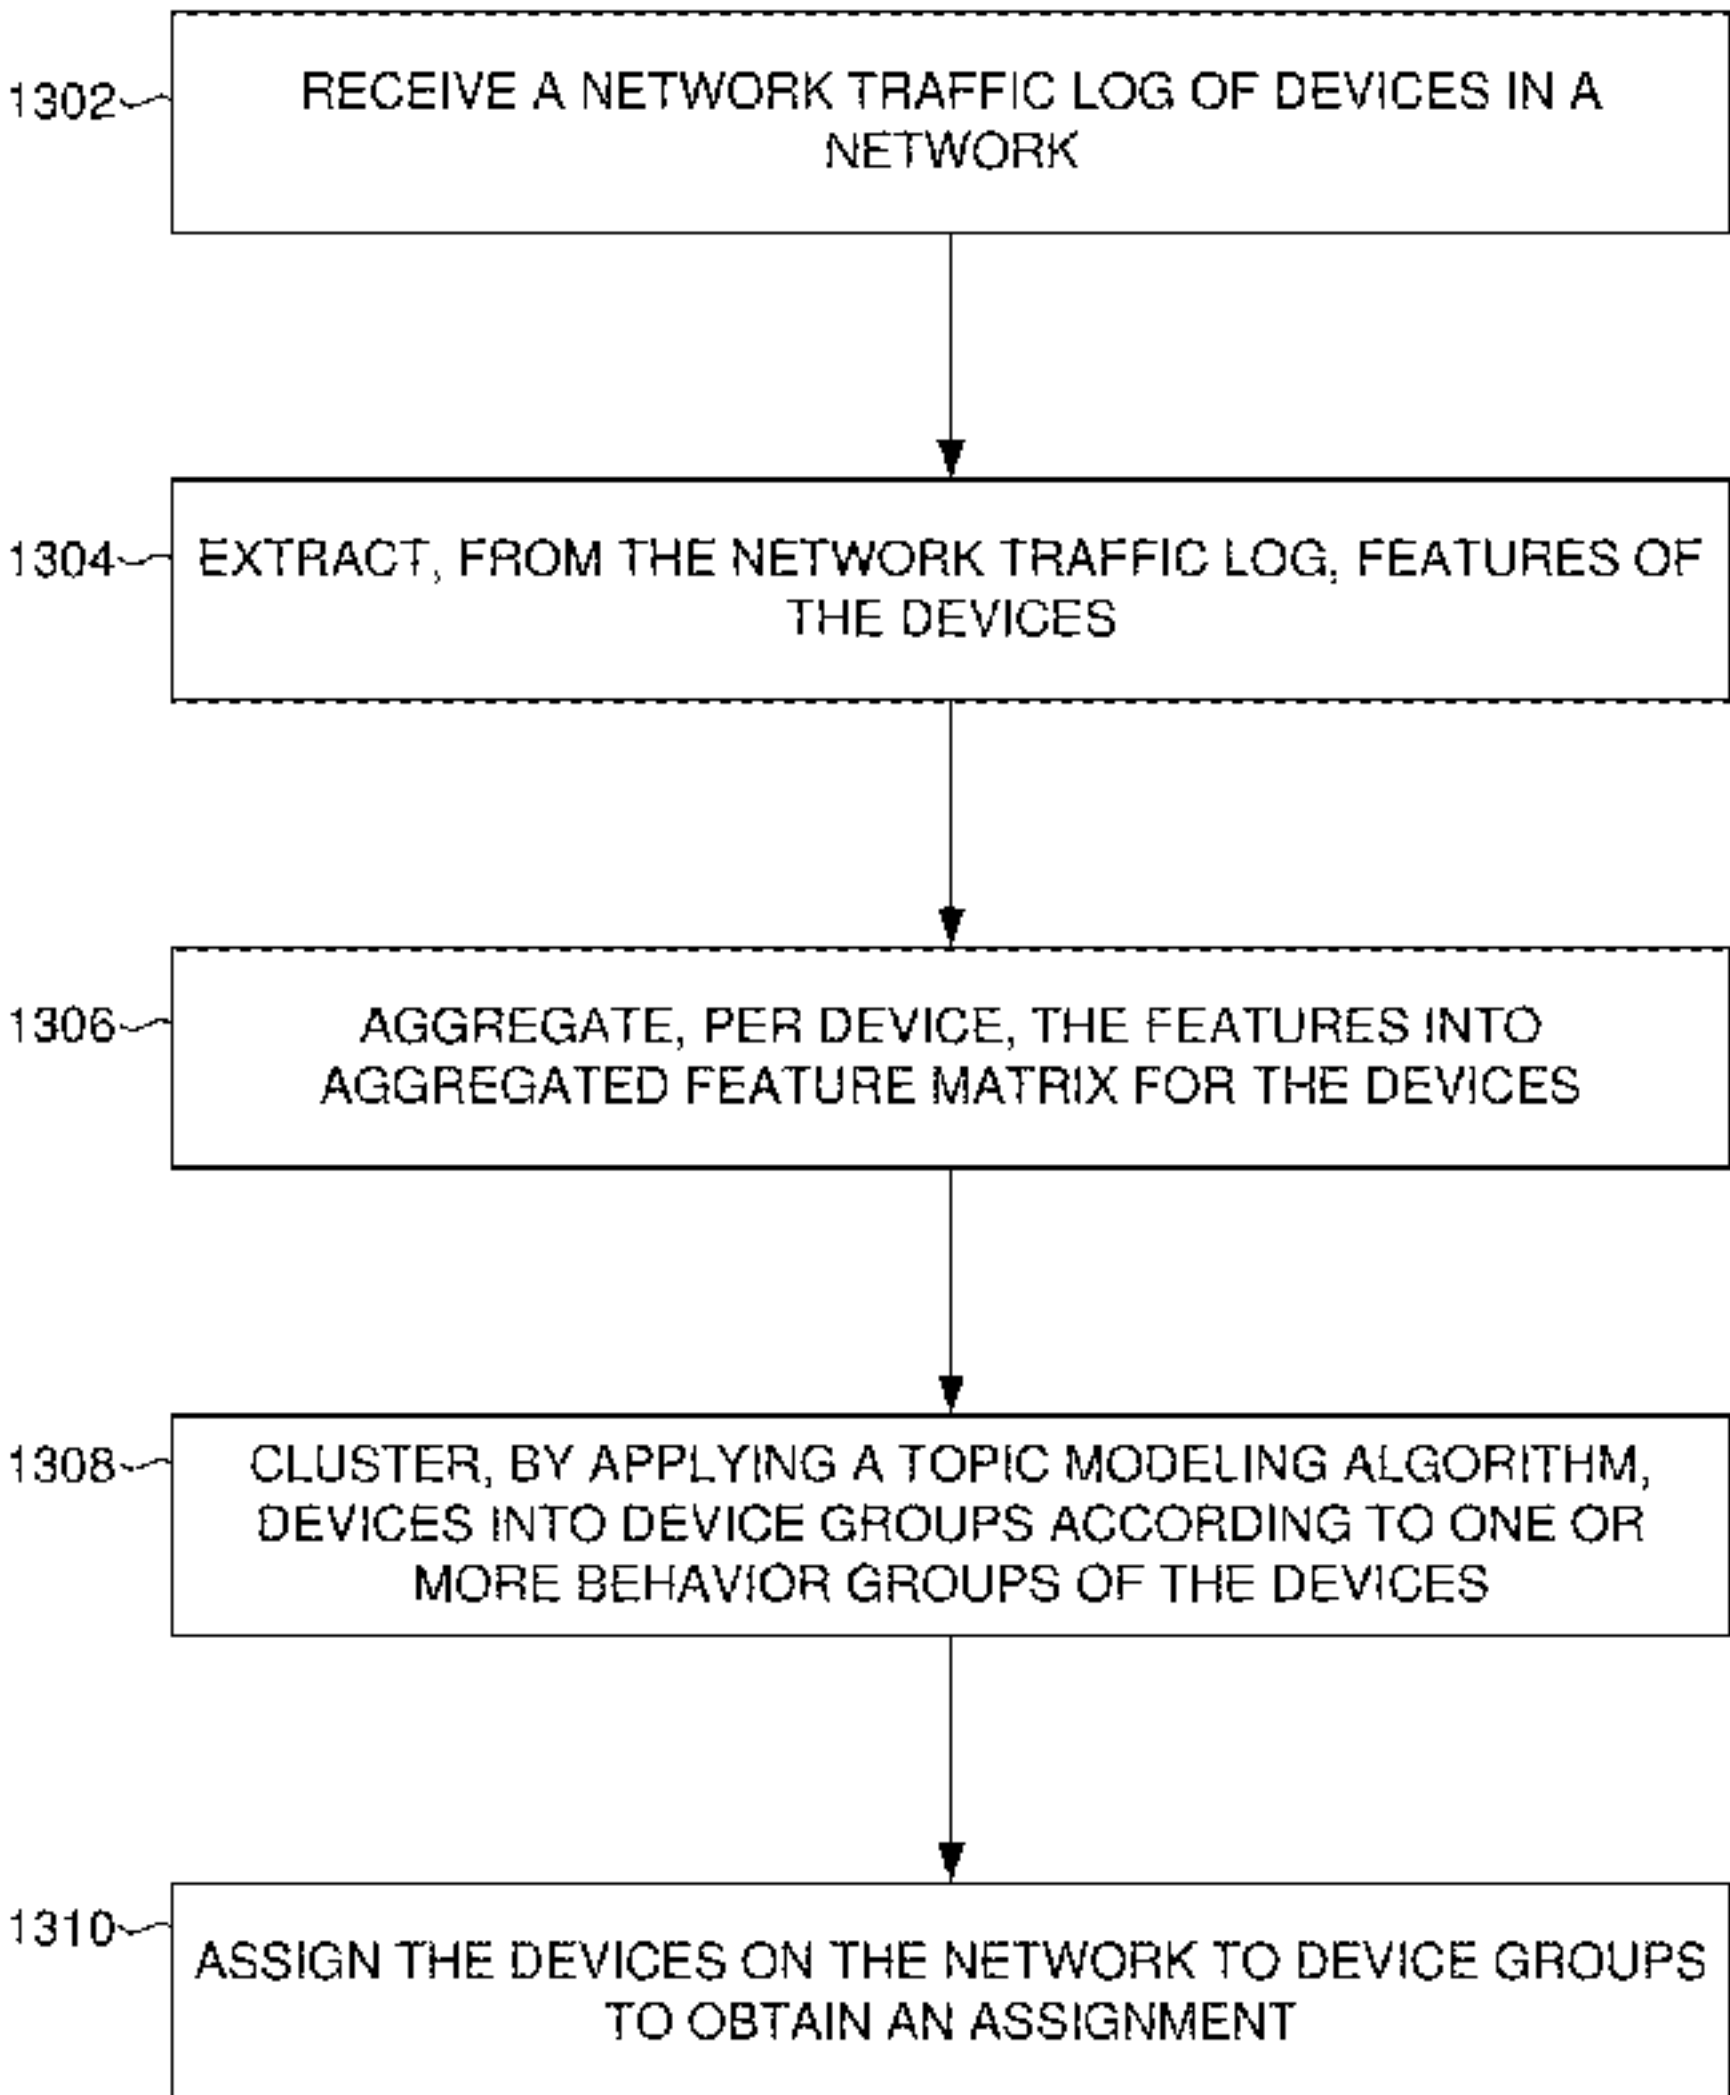 1302
RECEIVE A NETWORK TRAFFIC LOG OF DEVICES IN A
NETWORK
1304
EXTRACT, FROM THE NETWORK TRAFFIC LOG, FEATURES OF
THE DEVICES
1306
AGGREGATE, PER DEVICE, THE FEATURES INTO
AGGREGATED FEATURE MATRIX FOR THE DEVICES
1308
CLUSTER, BY APPLYING A TOPIC MODELING ALGORITHM,
DEVICES INTO DEVICE GROUPS ACCORDING TO ONE OR
MORE BEHAVIOR GROUPS OF THE DEVICES
1310
ASSIGN THE DEVICES ON THE NETWORK TO DEVICE GROUPS
TO OBTAIN AN ASSIGNMENT